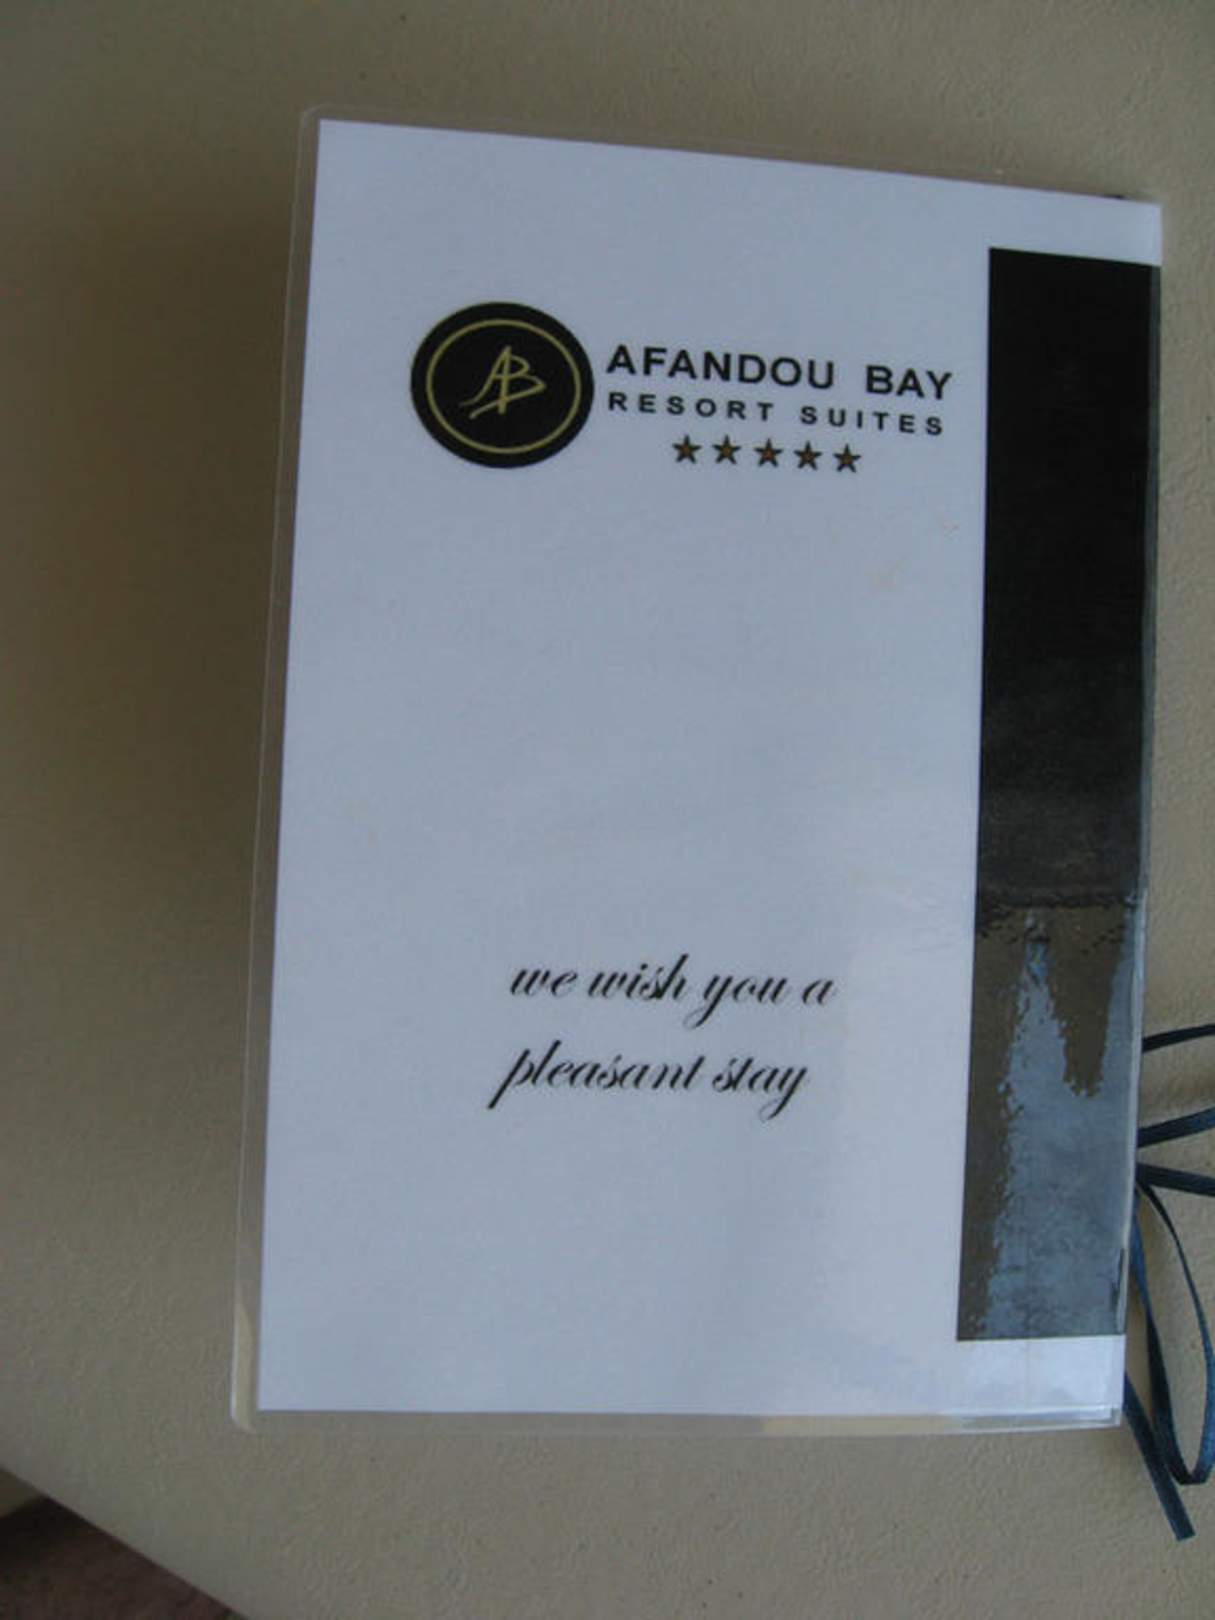 AB
AFANDOU BAY
RESORT SUITES
we wish you a
pleasant stay